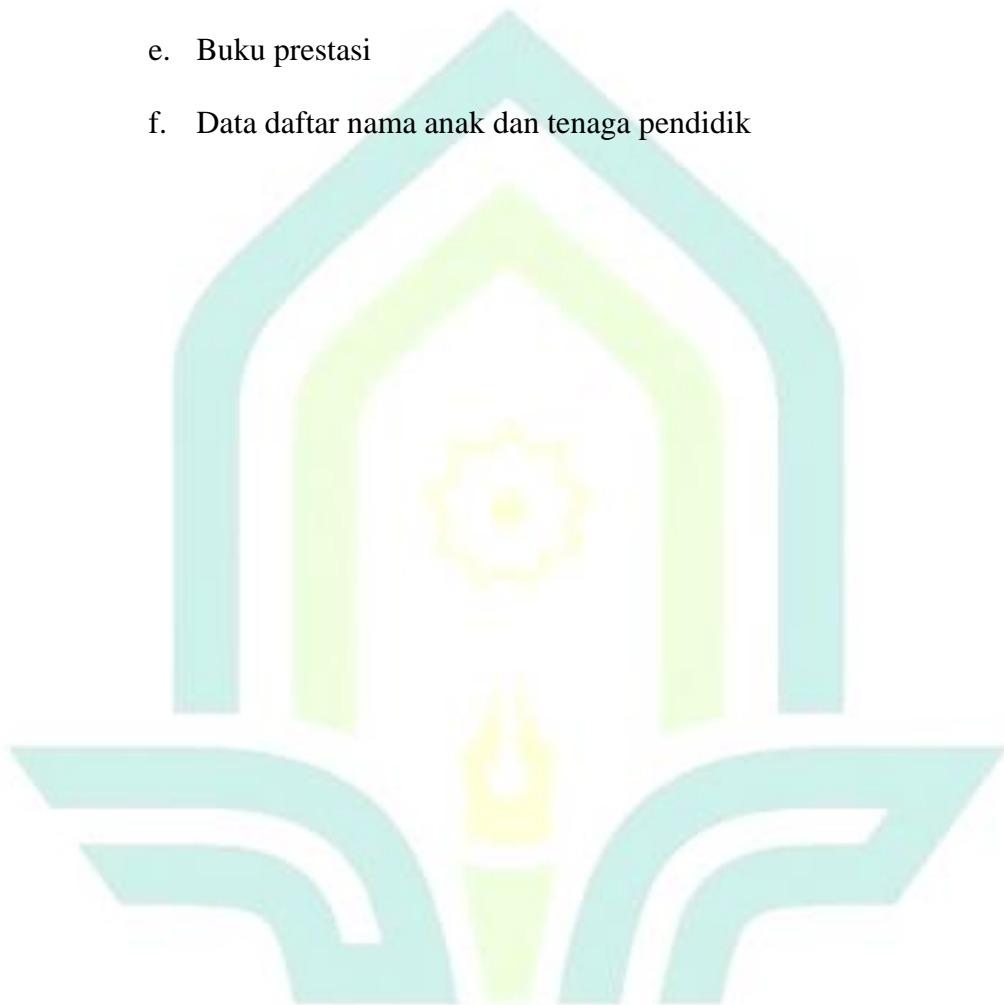 e. Buku prestasi
f. Data daftar nama anak dan tenaga pendidik